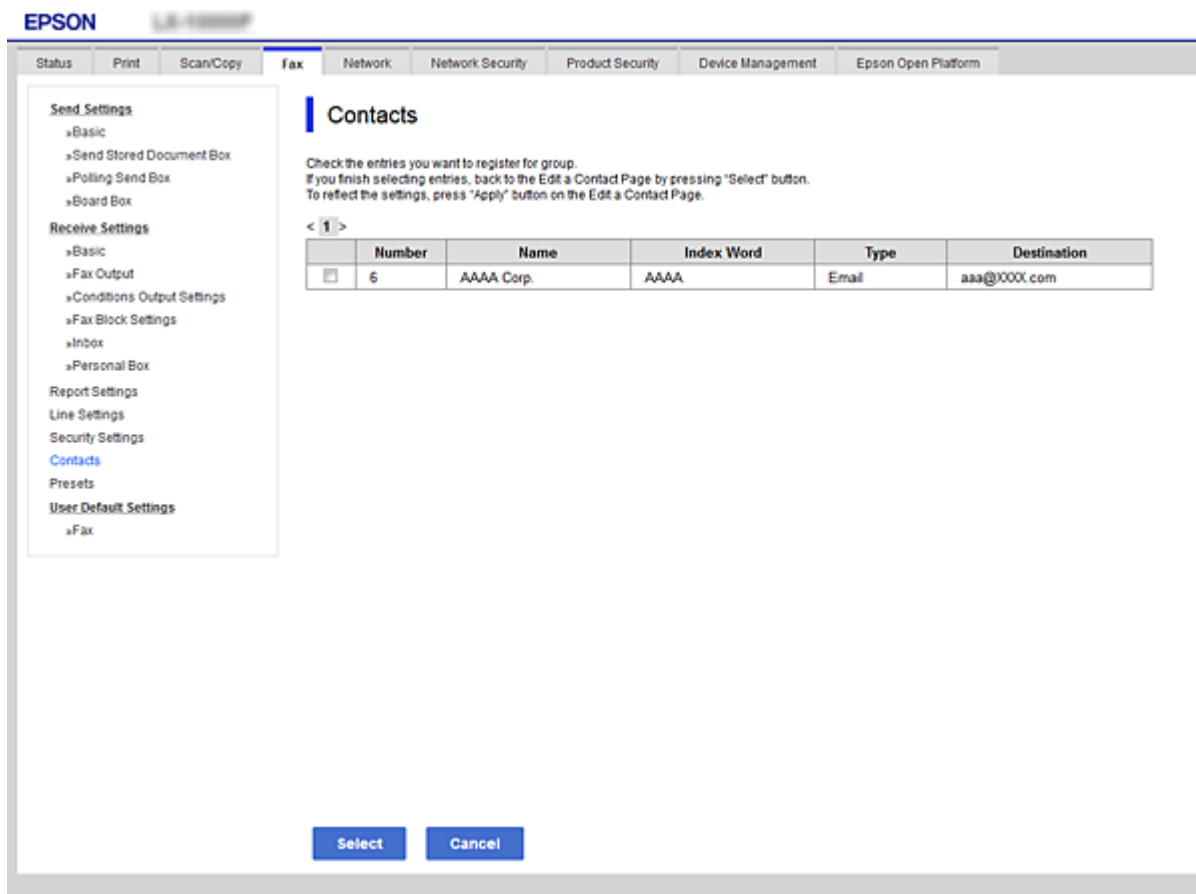 EPSON
Status Print Scan/Copy Fax Network Network Security Product Security Device Management Epson Open Platform
Send Settings
»Basic
»Send Stored Document Box
»Polling Send Box
»Board Box
Receive Settings
»Basic
»Fax Output
»Conditions Output Settings
»Fax Block Settings
»Inbox
»Personal Box
Report Settings
Line Settings
Security Settings
Contacts
Presets
User Default Settings
»Fax
Contacts
Check the entries you want to register for group.
If you finish selecting entries, back to the Edit a Contact Page by pressing "Select" button.
To reflect the settings, press "Apply" button on the Edit a Contact Page.
< 1 >
Number Name Index Word Type Destination
6 AAAA Corp. AAAA Email aaa@XXXX.com
Select Cancel